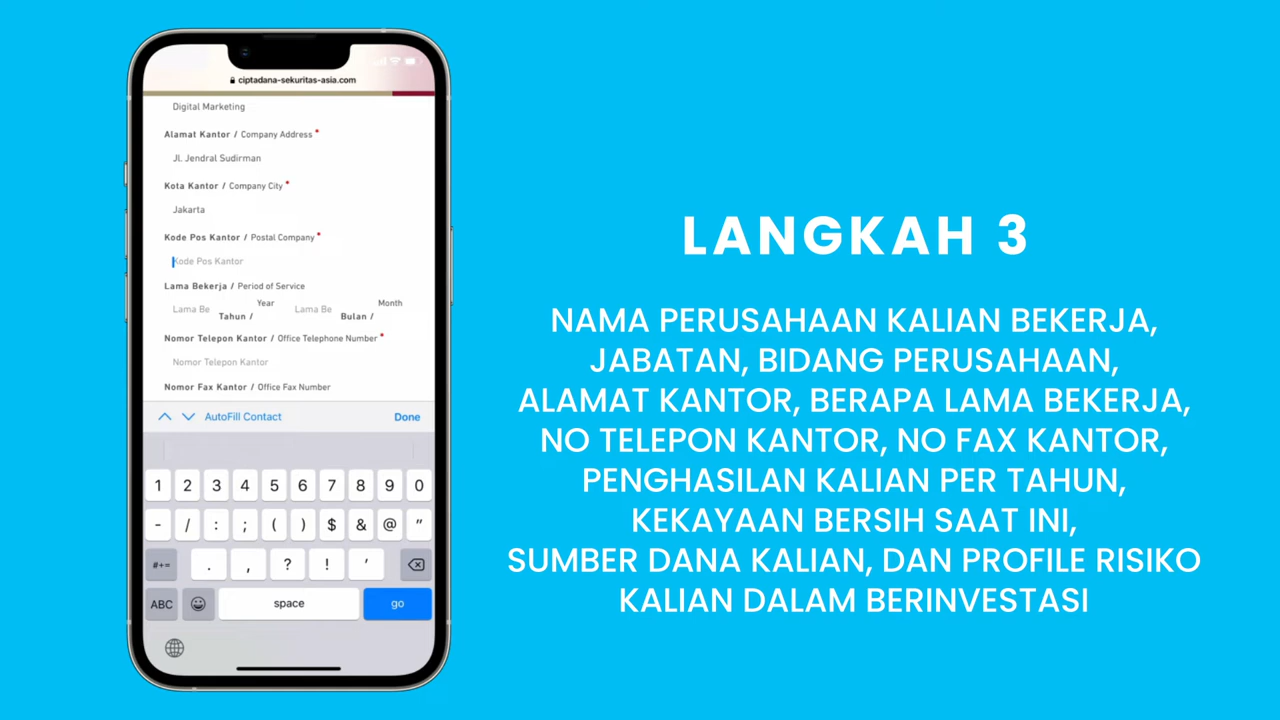 ciptadana-sekuritas-asia.com
Digital Marketing
Alamat Kantor / Company Address *
Jl. Jendral Sudirman
Kota Kantor / Company City *
Jakarta
Kode Pos Kantor / Postal Company *
Kode Pos Kantor
Lama Bekerja / Period of Service
Lama Be Year Tahun / Lama Be Month Bulan /
Nomor Telepon Kantor / Office Telephone Number *
Nomor Telepon Kantor
Nomor Fax Kantor / Office Fax Number
AutoFill Contact Done
1 2 3 4 5 6 7 8 9 0
- / : ; ( ) $ & @ "
#+= . , ? ! '
ABC space go
LANGKAH 3
NAMA PERUSAHAAN KALIAN BEKERJA,
JABATAN, BIDANG PERUSAHAAN,
ALAMAT KANTOR, BERAPA LAMA BEKERJA,
NO TELEPON KANTOR, NO FAX KANTOR,
PENGHASILAN KALIAN PER TAHUN,
KEKAYAAN BERSIH SAAT INI,
SUMBER DANA KALIAN, DAN PROFILE RISIKO
KALIAN DALAM BERINVESTASI